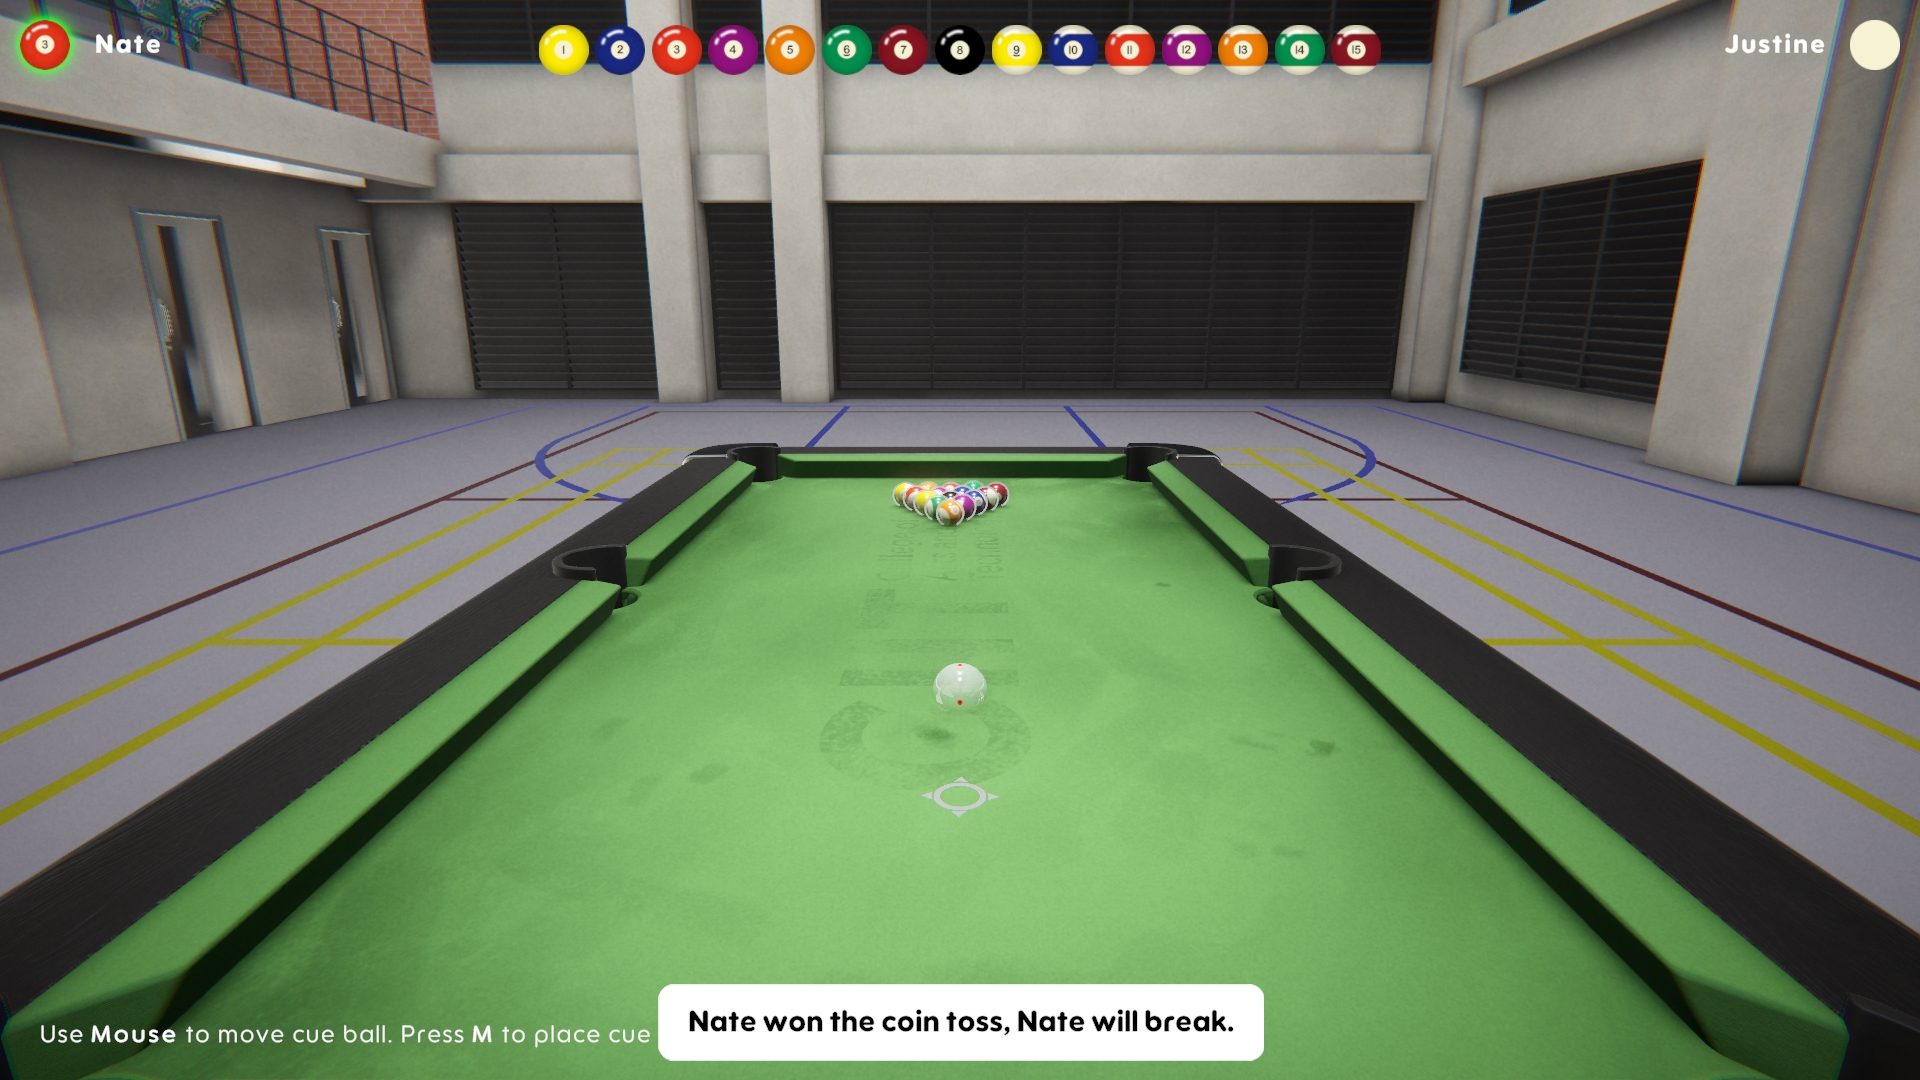 3 Nate 1 2 3 4 5 6 7 8 9 10 11 12 13 14 15 Justine
Use Mouse to move cue ball. Press M to place cue
Nate won the coin toss, Nate will break.